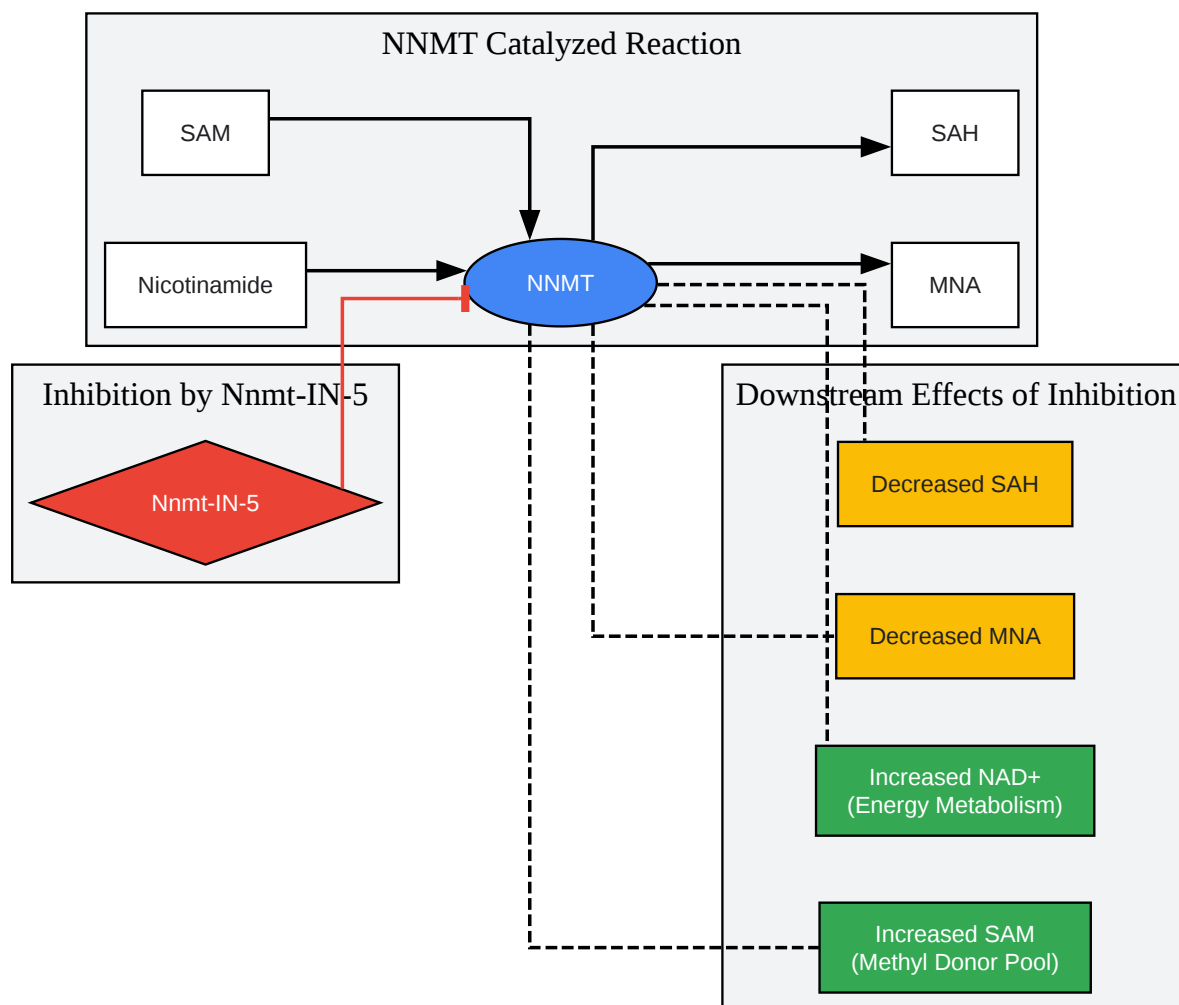 NNMT Catalyzed Reaction
SAM
SAH
Nicotinamide
NNMT
MNA
Inhibition by Nnmt-IN-5
Nnmt-IN-5
Downstream Effects of Inhibition
Decreased SAH
Decreased MNA
Increased NAD+
(Energy Metabolism)
Increased SAM
(Methyl Donor Pool)